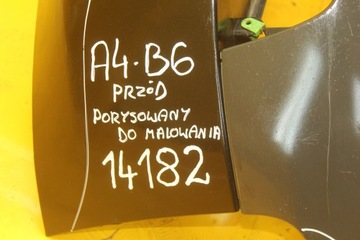 A4·B6
PRZÓD
PORYSOWANY
DO MALOWANIA
14182